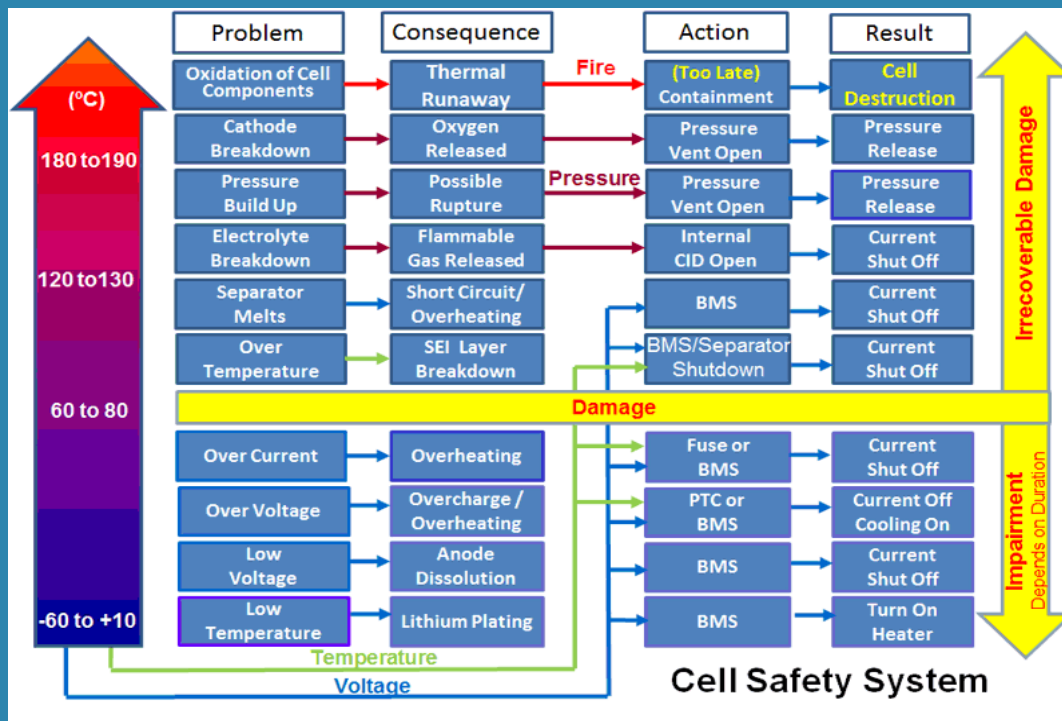 Problem
Consequence
Action
Result
(ºC)
Oxidation of Cell
Components
Thermal
Runaway
Fire
(Too Late)
Containment
Cell
Destruction
180 to190
Cathode
Breakdown
Oxygen
Released
Pressure
Vent Open
Pressure
Release
Pressure
Build Up
Possible
Rupture
Pressure
Pressure
Vent Open
Pressure
Release
120 to130
Electrolyte
Breakdown
Flammable
Gas Released
Internal
CID Open
Current
Shut Off
Separator
Melts
Short Circuit/
Overheating
BMS
Current
Shut Off
Over
Temperature
SEI Layer
Breakdown
BMS/Separator
Shutdown
Current
Shut Off
Irrecoverable Damage
60 to 80
Damage
Over Current
Overheating
Fuse or
BMS
Current
Shut Off
Over Voltage
Overcharge /
Overheating
PTC or
BMS
Current Off
Cooling On
Low
Voltage
Anode
Dissolution
BMS
Current
Shut Off
-60 to +10
Low
Temperature
Lithium Plating
BMS
Turn On
Heater
Impairment
Depends on Duration
Temperature
Voltage
Cell Safety System